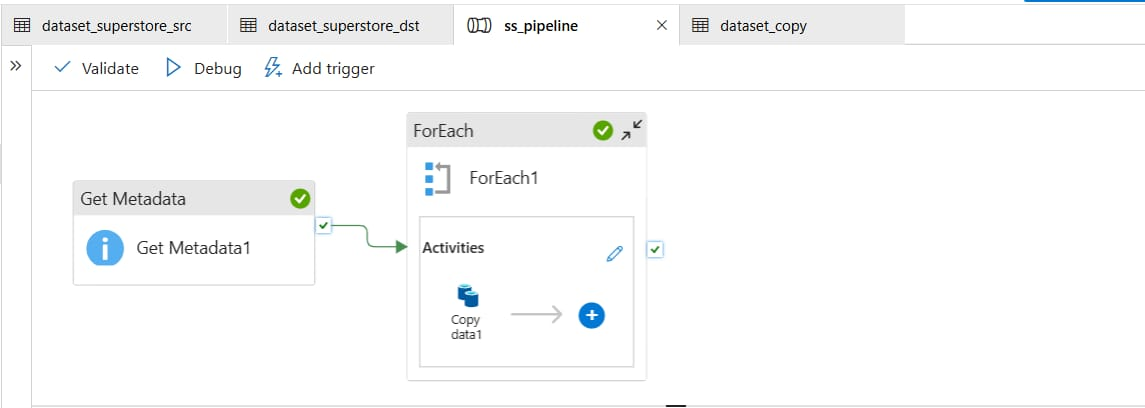 dataset_superstore_src
dataset_superstore_dst
ss_pipeline
dataset_copy
Validate
Debug
Add trigger
Get Metadata
Get Metadata1
ForEach
ForEach1
Activities
Copy
data1